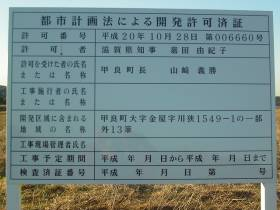 都市計画法による開発許可済証
許可番号 平成20年10月28日 第006660号
許可者 滋賀県知事 嘉田由紀子
許可を受けた者の氏名または名称 甲良町長 山﨑義勝
工事施行者の氏名または名称
開発区域に含まれる地域の名称 甲良町大字金屋字川狭1549-1の一部
外13筆
工事現場管理者氏名
工事予定期間 平成 年 月 日から平成 年 月 日まで
検査済証番号 平成 年 月 日 第 号